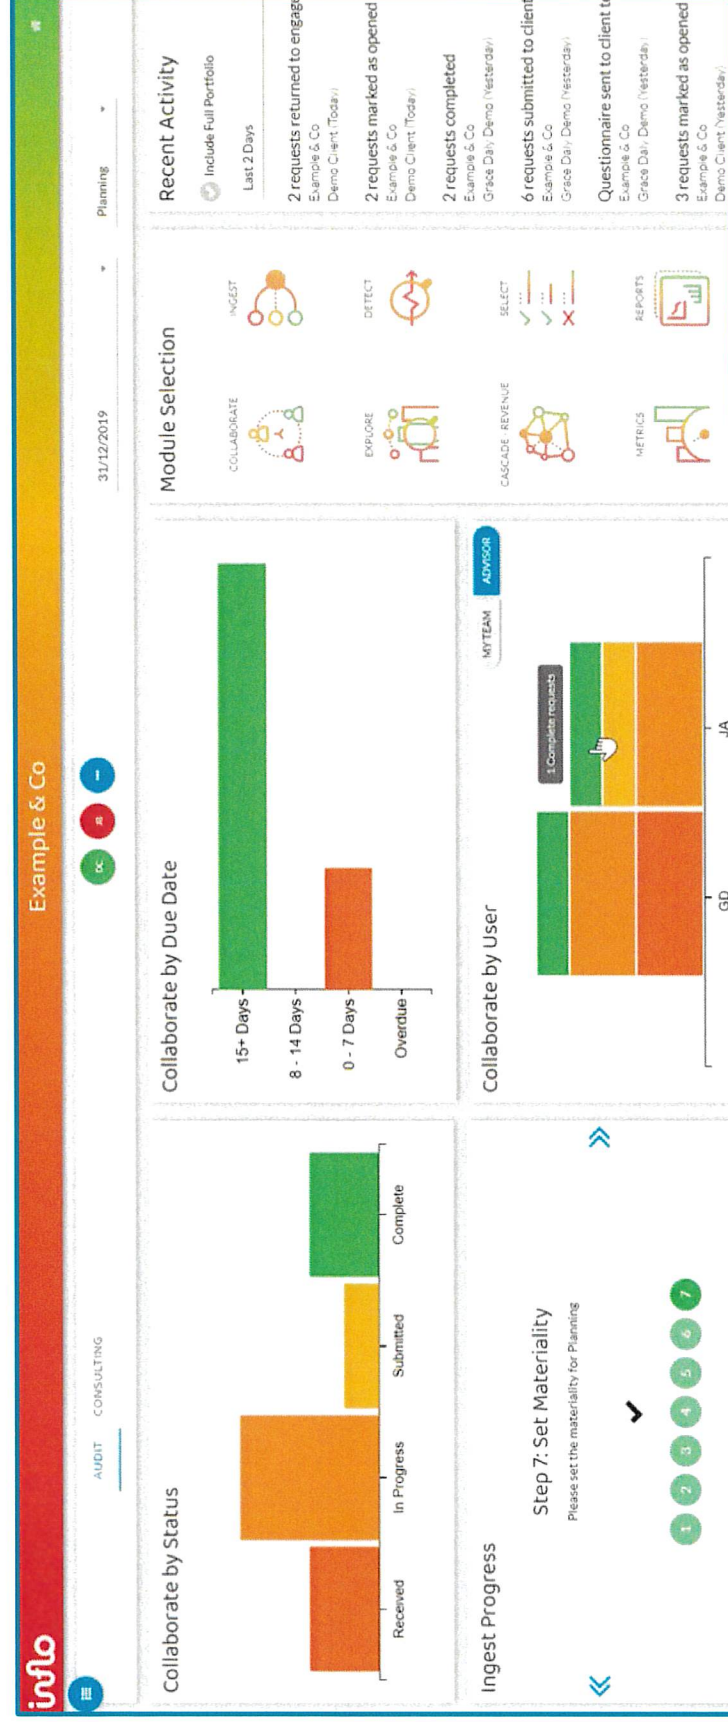 inflo
Example & Co
AUDIT
CONSULTING
DC
31/12/2019
Planning
Collaborate by Status
Received
In Progress
Submitted
Complete
Collaborate by Due Date
15+ Days
8 - 14 Days
0 - 7 Days
Overdue
Module Selection
COLLABORATE
INGEST
EXPLORE
DETECT
CASCADE - REVENUE
SELECT
METRICS
REPORTS
Recent Activity
Include Full Portfolio
Last 2 Days
2 requests returned to engag
Example & Co
Demo Client (Today)
2 requests marked as opened
Example & Co
Demo Client (Today)
2 requests completed
Example & Co
Grace Daly Demo (Yesterday)
6 requests submitted to client
Example & Co
Grace Daly Demo (Yesterday)
Questionnaire sent to client t
Example & Co
Grace Daly Demo (Yesterday)
3 requests marked as opened
Example & Co
Demo Client (Yesterday)
Ingest Progress
Step 7: Set Materiality
Please set the materiality for Planning
1 2 3 4 5 6 7
Collaborate by User
MY TEAM
ADVISOR
1 Complete requests
GD
JA